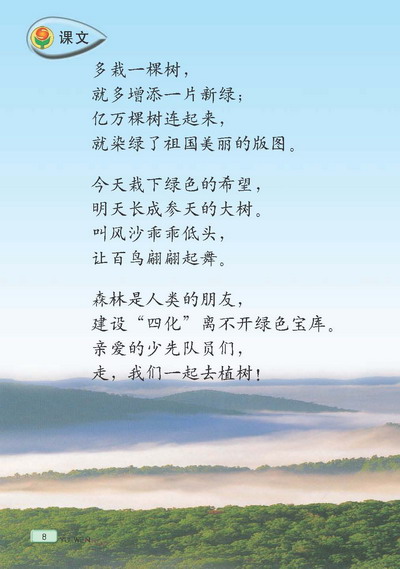 课文
多栽一棵树，
就多增添一片新绿；
亿万棵树连起来，
就染绿了祖国美丽的版图。
今天栽下绿色的希望，
明天长成参天的大树。
叫风沙乖乖低头，
让百鸟翩翩起舞。
森林是人类的朋友，
建设“四化”离不开绿色宝库。
亲爱的少先队员们，
走，我们一起去植树！
8